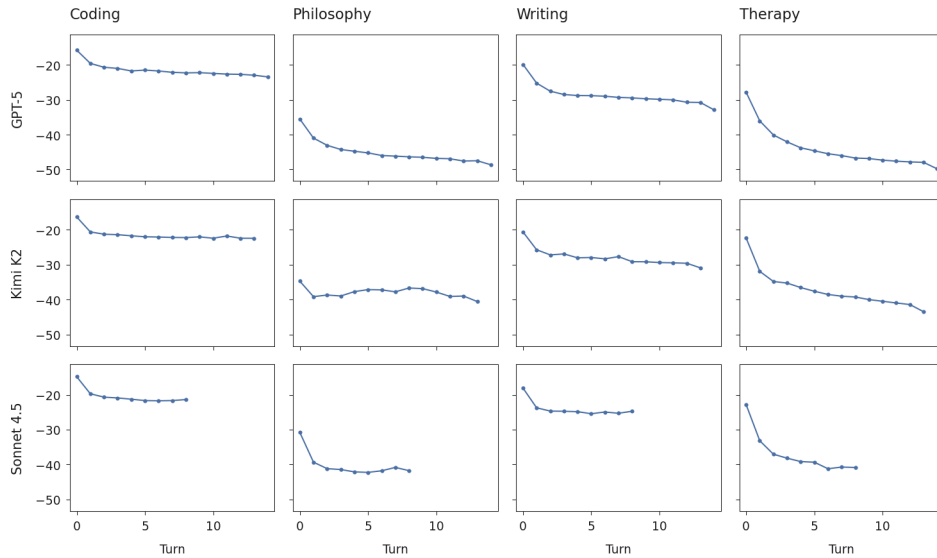 Coding Philosophy Writing Therapy
GPT-5
−20
−30
−40
−50
Kimi K2
−20
−30
−40
−50
Sonnet 4.5
−20
−30
−40
−50
0 5 10 0 5 10 0 5 10 0 5 10
Turn Turn Turn Turn